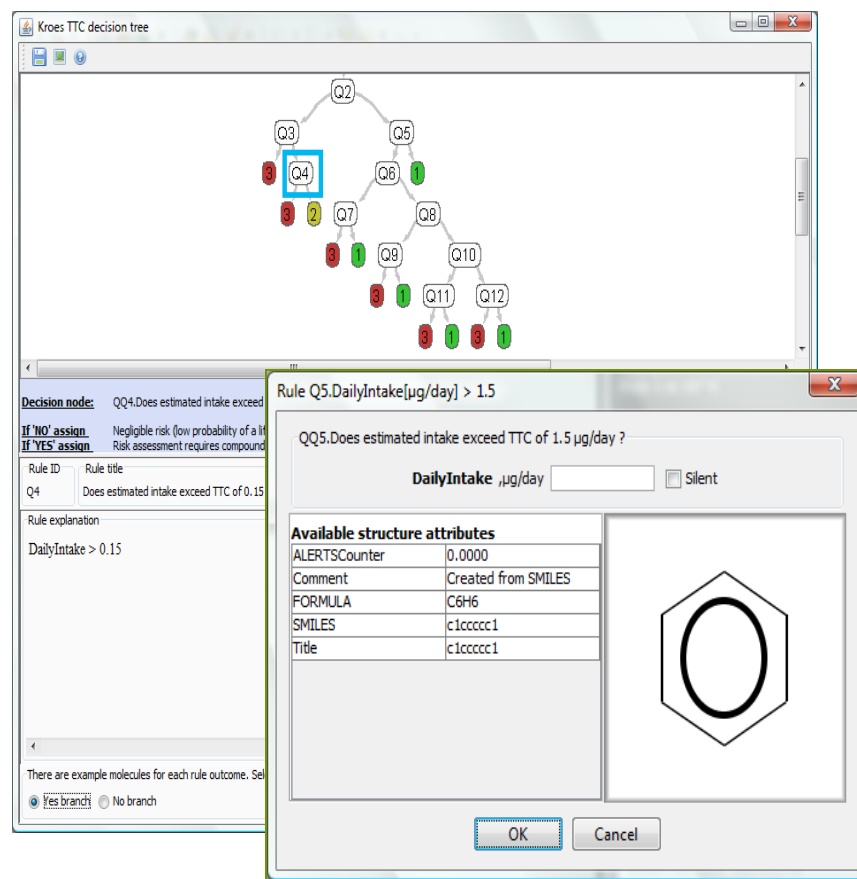 Kroes TTC decision tree
Q2
Q3 Q5
3 Q4 Q6 1
3 2 Q7 Q8
3 1 Q9 Q10
3 1 Q11 Q12
3 1 3 1
Decision node: QQ4.Does estimated intake exceed
If 'NO' assign Negligible risk (low probability of a li
If 'YES' assign Risk assessment requires compound
Rule ID Rule title
Q4 Does estimated intake exceed TTC of 0.15
Rule explanation
DailyIntake > 0.15
There are example molecules for each rule outcome. Sel
Yes branch No branch
Rule Q5.DailyIntake[µg/day] > 1.5
QQ5.Does estimated intake exceed TTC of 1.5 µg/day ?
DailyIntake ,µg/day Silent
Available structure attributes
ALERTSCounter 0.0000
Comment Created from SMILES
FORMULA C6H6
SMILES c1ccccc1
Title c1ccccc1
OK Cancel